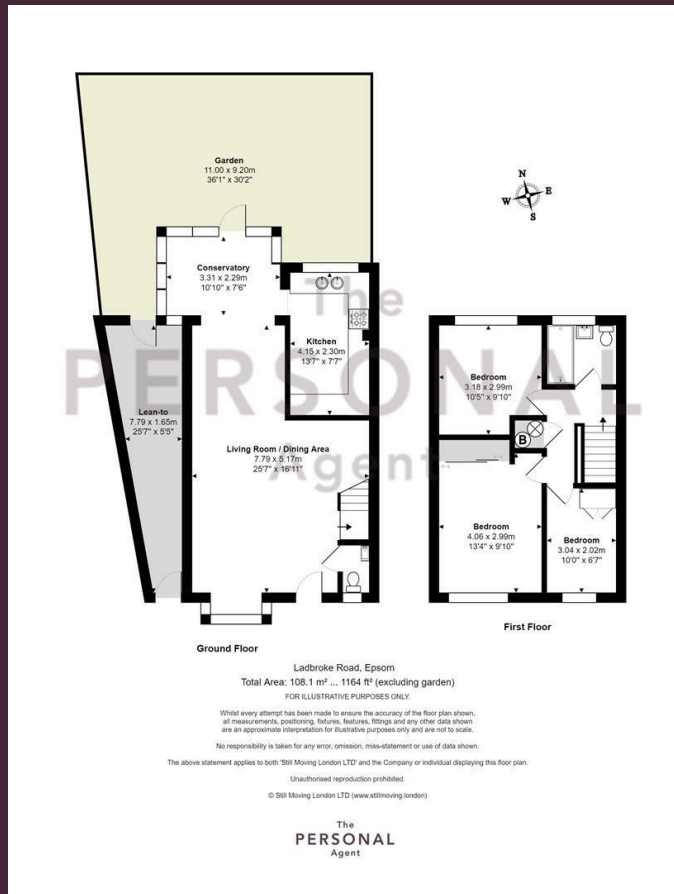 Garden
11.00 x 9.20m
36'1" x 30'2"
N
W E
S
Conservatory
3.31 x 2.29m
10'10" x 7'6"
The
PERSONAL
Agent
Kitchen
4.15 x 2.30m
13'7" x 7'7"
Lean-to
7.79 x 1.65m
25'7" x 5'5"
Living Room / Dining Area
7.79 x 5.17m
25'7" x 16'11"
Bedroom
3.18 x 2.99m
10'5" x 9'10"
B
Bedroom
4.06 x 2.99m
13'4" x 9'10"
Bedroom
3.04 x 2.02m
10'0" x 6'7"
Ground Floor
First Floor
Ladbroke Road, Epsom
Total Area: 108.1 m² ... 1164 ft² (excluding garden)
FOR ILLUSTRATIVE PURPOSES ONLY.
Whilst every attempt has been made to ensure the accuracy of the floor plan shown,
all measurements, positioning, fixtures, features, fittings and any other data shown
are an approximate interpretation for illustrative purposes only and are not to scale.
No responsibility is taken for any error, omission, miss-statement or use of data shown.
The above statement applies to both 'Still Moving London LTD' and the Company or individual displaying this floor plan.
Unauthorised reproduction prohibited.
© Still Moving London LTD (www.stillmoving.london)
The
PERSONAL
Agent